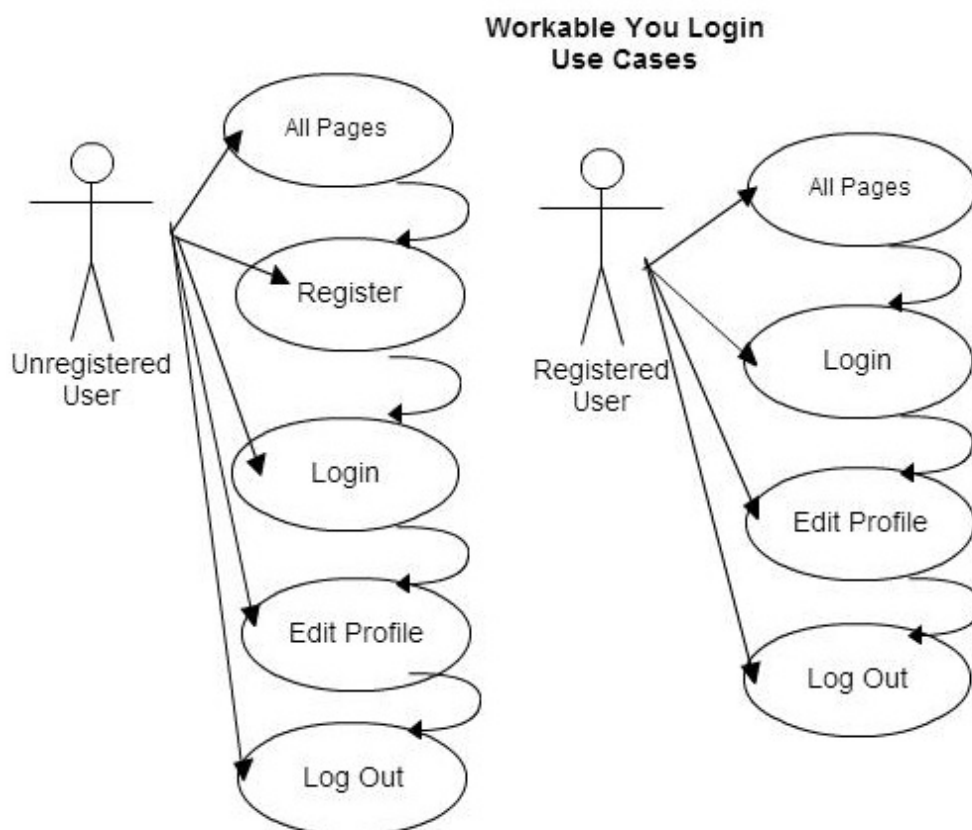 Workable You Login
Use Cases
All Pages
Register
Login
Edit Profile
Log Out
Unregistered
User
All Pages
Login
Edit Profile
Log Out
Registered
User